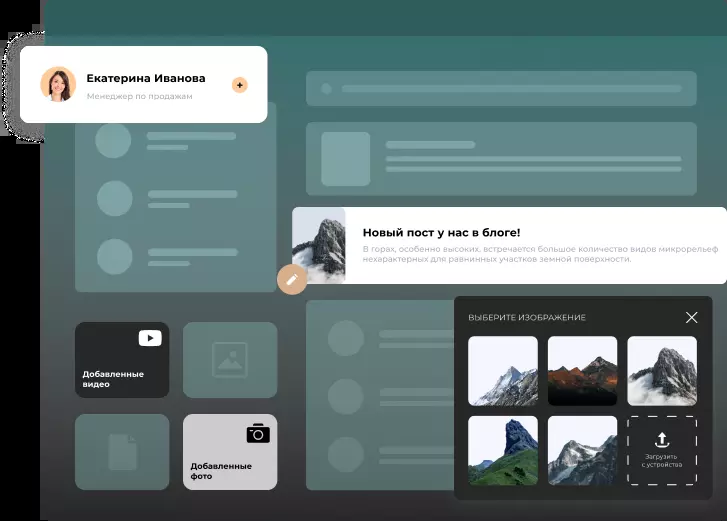 Екатерина Иванова
Менеджер по продажам
Новый пост у нас в блоге!
В горах, особенно высоких, встречается большое количество видов микрорельеф
нехарактерных для равнинных участков земной поверхности.
ВЫБЕРИТЕ ИЗОБРАЖЕНИЕ
Добавленные
видео
Добавленные
фото
Загрузить
с устройства